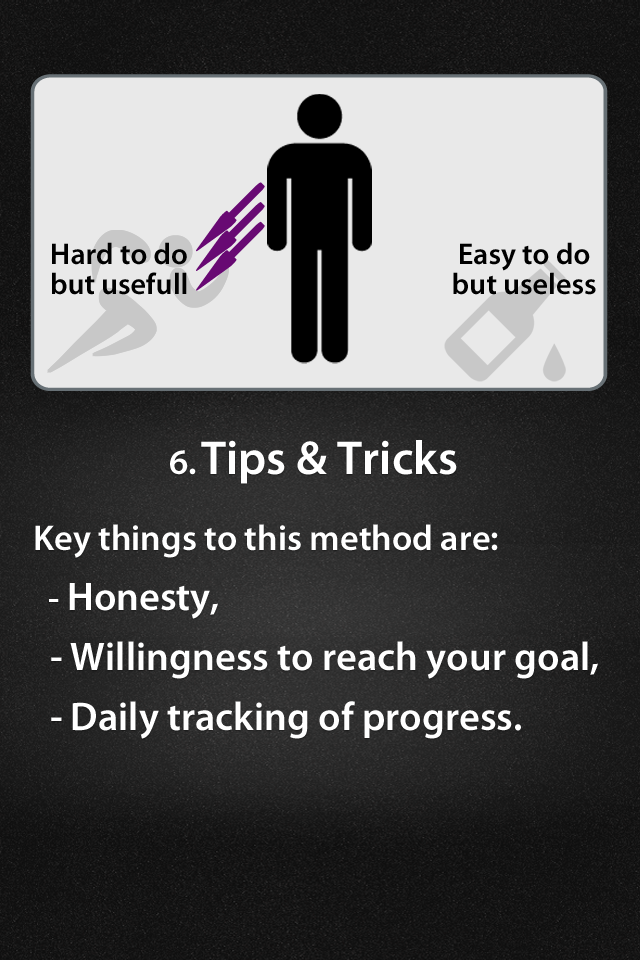 Hard to do
but usefull
Easy to do
but useless
6. Tips & Tricks
Key things to this method are:
- Honesty,
- Willingness to reach your goal,
- Daily tracking of progress.